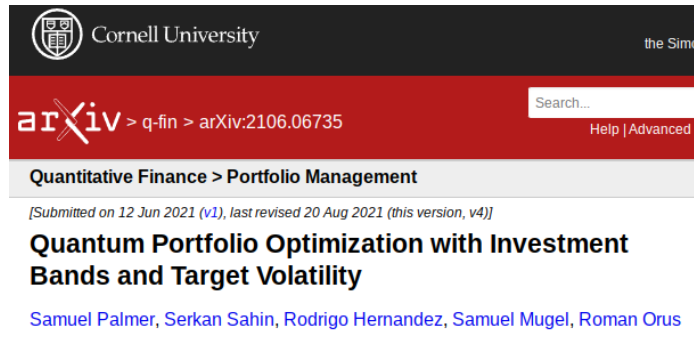 Cornell University
the Simo
arXiv > q-fin > arXiv:2106.06735
Search...
Help | Advanced
Quantitative Finance > Portfolio Management
[Submitted on 12 Jun 2021 (v1), last revised 20 Aug 2021 (this version, v4)]
Quantum Portfolio Optimization with Investment
Bands and Target Volatility
Samuel Palmer, Serkan Sahin, Rodrigo Hernandez, Samuel Mugel, Roman Orus